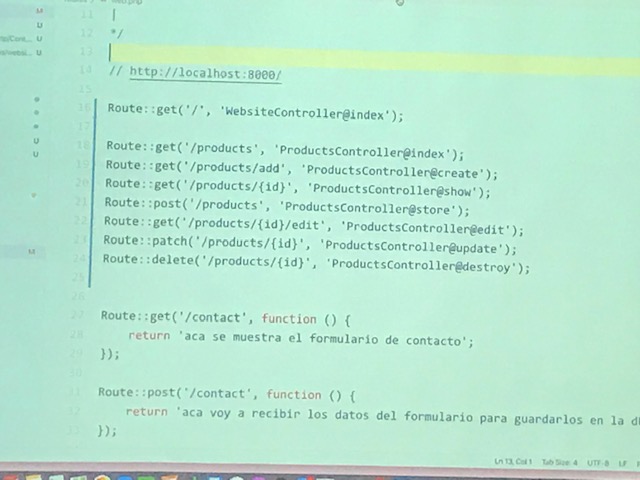 11 |
12 */
13
14 // http://localhost:8000/
15
16 Route::get('/', 'WebsiteController@index');
17
18 Route::get('/products', 'ProductsController@index');
19 Route::get('/products/add', 'ProductsController@create');
20 Route::get('/products/{id}', 'ProductsController@show');
21 Route::post('/products', 'ProductsController@store');
22 Route::get('/products/{id}/edit', 'ProductsController@edit');
23 Route::patch('/products/{id}', 'ProductsController@update');
24 Route::delete('/products/{id}', 'ProductsController@destroy');
25
26
27 Route::get('/contact', function () {
28 return 'aca se muestra el formulario de contacto';
29 });
30
31 Route::post('/contact', function () {
32 return 'aca voy a recibir los datos del formulario para guardarlos en la
33 });
Ln 13, Col 1 Tab Size: 4 UTF-8 LF